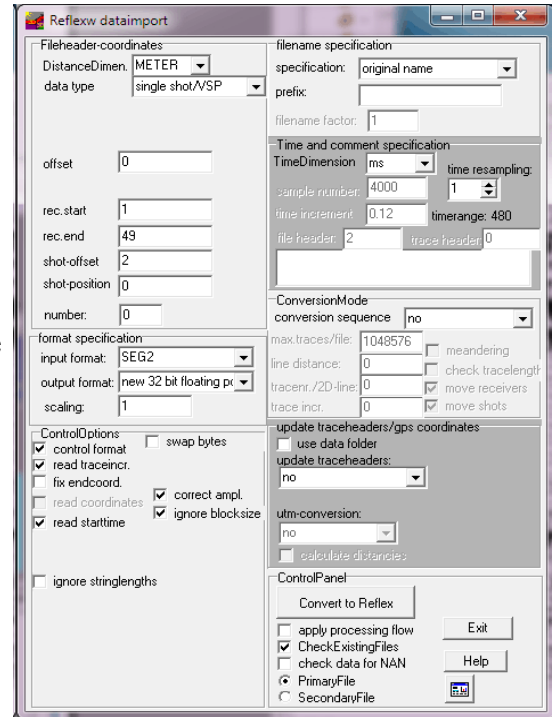 Reflexw dataimport
Fileheader-coordinates
DistanceDimen. METER
data type single shot/VSP
offset 0
rec.start 1
rec.end 49
shot-offset 2
shot-position 0
number: 0
format specification
input format: SEG2
output format: new 32 bit floating pc
scaling: 1
ControlOptions
control format swap bytes
read traceincr.
fix endcoord.
read coordinates correct ampl.
read starttime ignore blocksize
ignore stringlengths
filename specification
specification: original name
prefix:
filename factor: 1
Time and comment specification
TimeDimension ms time resampling:
sample number: 4000 1
time increment 0.12 timerange: 480
file header: 2 trace header: 0
ConversionMode
conversion sequence no
max.traces/file: 1048576 meandering
line distance: 0 check tracelength
tracenr./2D-line: 0 move receivers
trace incr. 0 move shots
update traceheaders/gps coordinates
use data folder
update traceheaders:
no
utm-conversion:
no
calculate distancies
ControlPanel
Convert to Reflex
apply processing flow Exit
CheckExistingFiles
check data for NAN Help
PrimaryFile
SecondaryFile